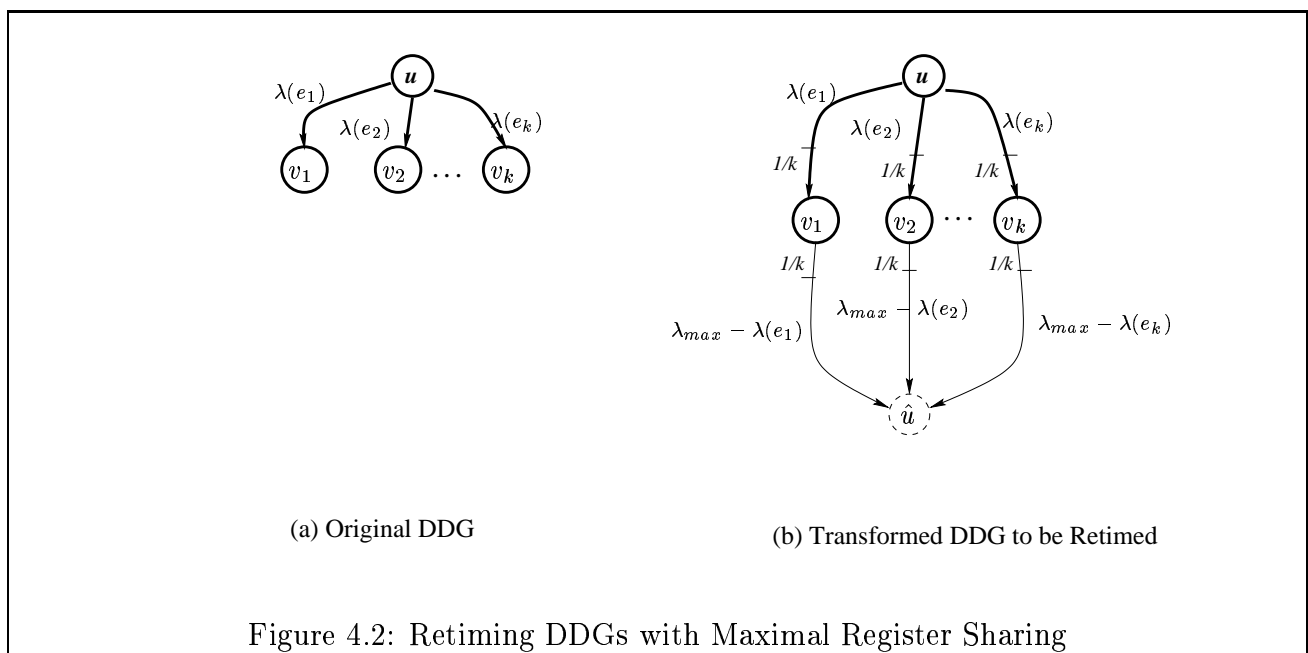 u
λ(e₁)
λ(e₂)
λ(eₖ)
v₁
v₂
...
vₖ
(a) Original DDG
u
λ(e₁)
λ(e₂)
λ(eₖ)
1/k
1/k
1/k
v₁
v₂
...
vₖ
1/k
1/k
1/k
λₘₐₓ − λ(e₁)
λₘₐₓ − λ(e₂)
λₘₐₓ − λ(eₖ)
û
(b) Transformed DDG to be Retimed
Figure 4.2: Retiming DDGs with Maximal Register Sharing